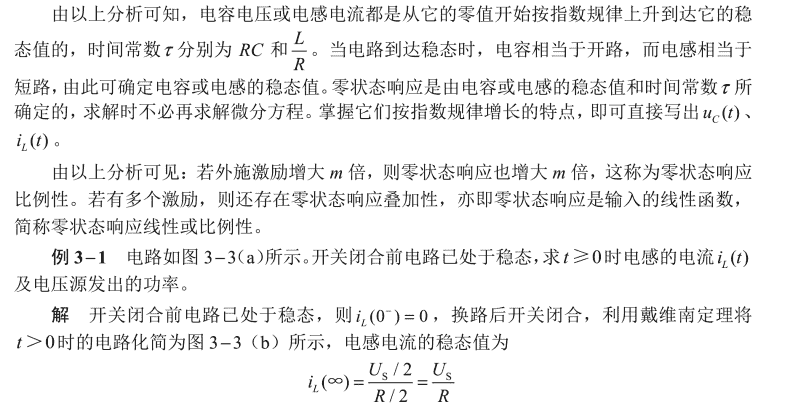 由以上分析可知，电容电压或电感电流都是从它的零值开始按指数规律上升到达它的稳
态值的，时间常数 τ 分别为 RC 和 L/R。当电路到达稳态时，电容相当于开路，而电感相当于
短路，由此可确定电容或电感的稳态值。零状态响应是由电容或电感的稳态值和时间常数 τ 所
确定的，求解时不必再求解微分方程。掌握它们按指数规律增长的特点，即可直接写出 u_C(t)、
i_L(t)。
由以上分析可见：若外施激励增大 m 倍，则零状态响应也增大 m 倍，这称为零状态响应
比例性。若有多个激励，则还存在零状态响应叠加性，亦即零状态响应是输入的线性函数，
简称零状态响应线性或比例性。
例 3-1 电路如图 3-3(a)所示。开关闭合前电路已处于稳态，求 t≥0 时电感的电流 i_L(t)
及电压源发出的功率。
解 开关闭合前电路已处于稳态，则 i_L(0⁻)=0，换路后开关闭合，利用戴维南定理将
t＞0 时的电路化简为图 3-3（b）所示，电感电流的稳态值为
i_L(∞)=(U_S/2)/(R/2)=U_S/R